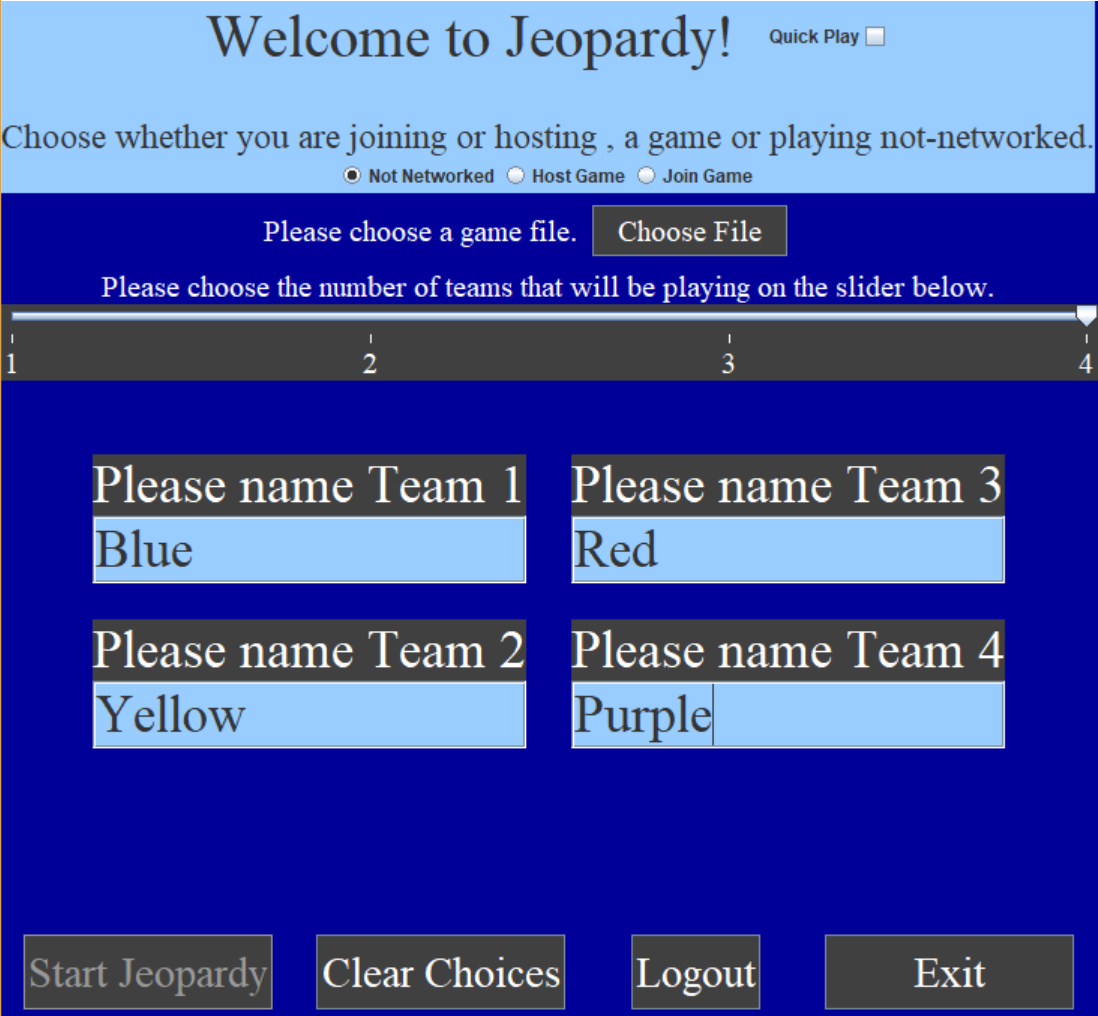 Welcome to Jeopardy! Quick Play
Choose whether you are joining or hosting , a game or playing not-networked.
Not Networked Host Game Join Game
Please choose a game file. Choose File
Please choose the number of teams that will be playing on the slider below.
1 2 3 4
Please name Team 1 Please name Team 3
Blue Red
Please name Team 2 Please name Team 4
Yellow Purple
Start Jeopardy Clear Choices Logout Exit